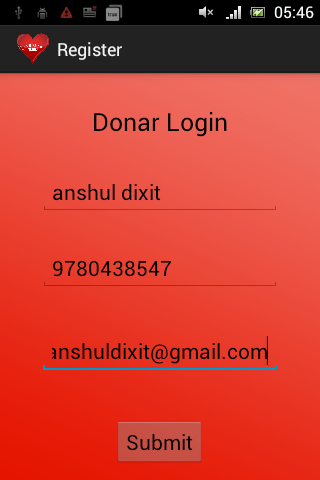 05:46
Register
Donar Login
anshul dixit
9780438547
anshuldixit@gmail.com
Submit